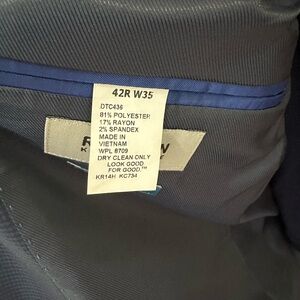 42R W35
DTC436
81% POLYESTER
17% RAYON
2% SPANDEX
MADE IN
VIETNAM
WPL 8709
DRY CLEAN ONLY
LOOK GOOD
FOR GOOD.™
KR14H KC734